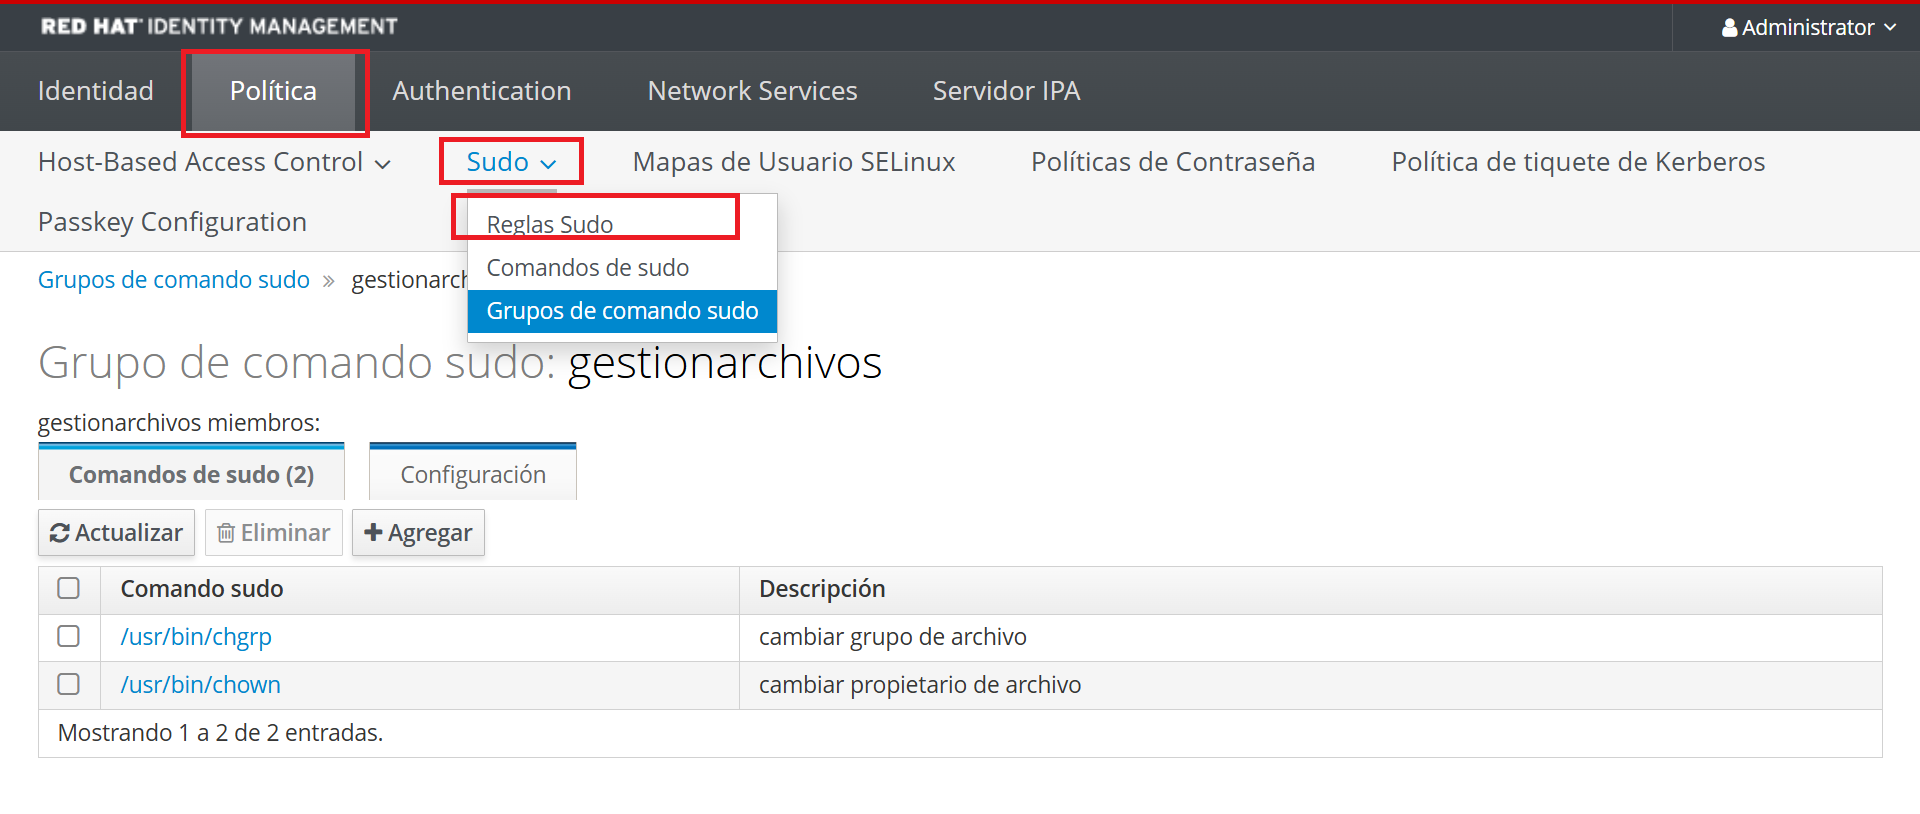 RED HAT IDENTITY MANAGEMENT
Administrator
Identidad Política Authentication Network Services Servidor IPA
Host-Based Access Control Sudo Mapas de Usuario SELinux Políticas de Contraseña Política de tiquete de Kerberos
Passkey Configuration
Reglas Sudo
Comandos de sudo
Grupos de comando sudo
Grupos de comando sudo »
Grupo de comando sudo: gestionarchivos
gestionarchivos miembros:
Comandos de sudo (2) Configuración
Actualizar Eliminar Agregar
Comando sudo Descripción
/usr/bin/chgrp cambiar grupo de archivo
/usr/bin/chown cambiar propietario de archivo
Mostrando 1 a 2 de 2 entradas.